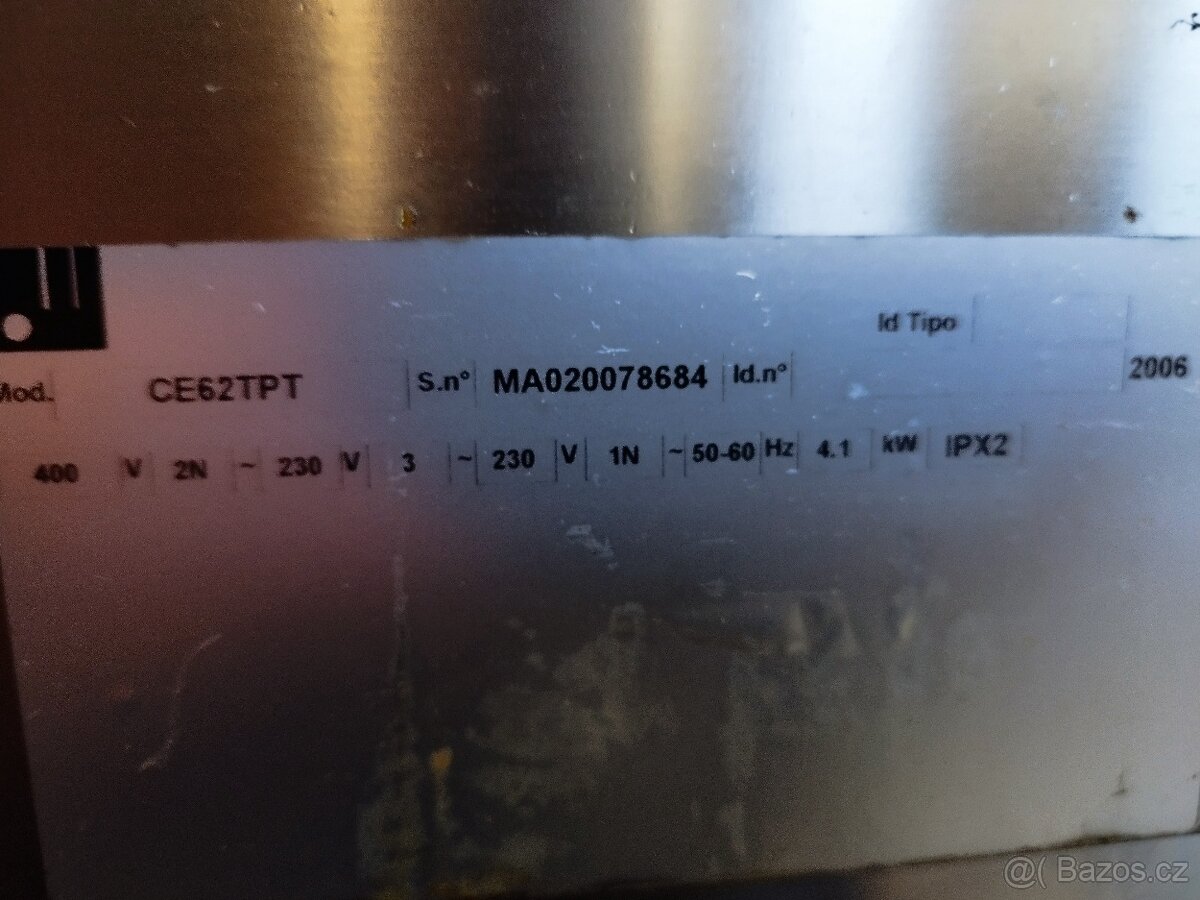 Id Tipo
Mod. CE62TPT S.n° MA020078684 Id.n° 2006
400 V 2N ~ 230 V 3 ~ 230 V 1N ~ 50-60 Hz 4.1 kW IPX2
@( Bazos.cz